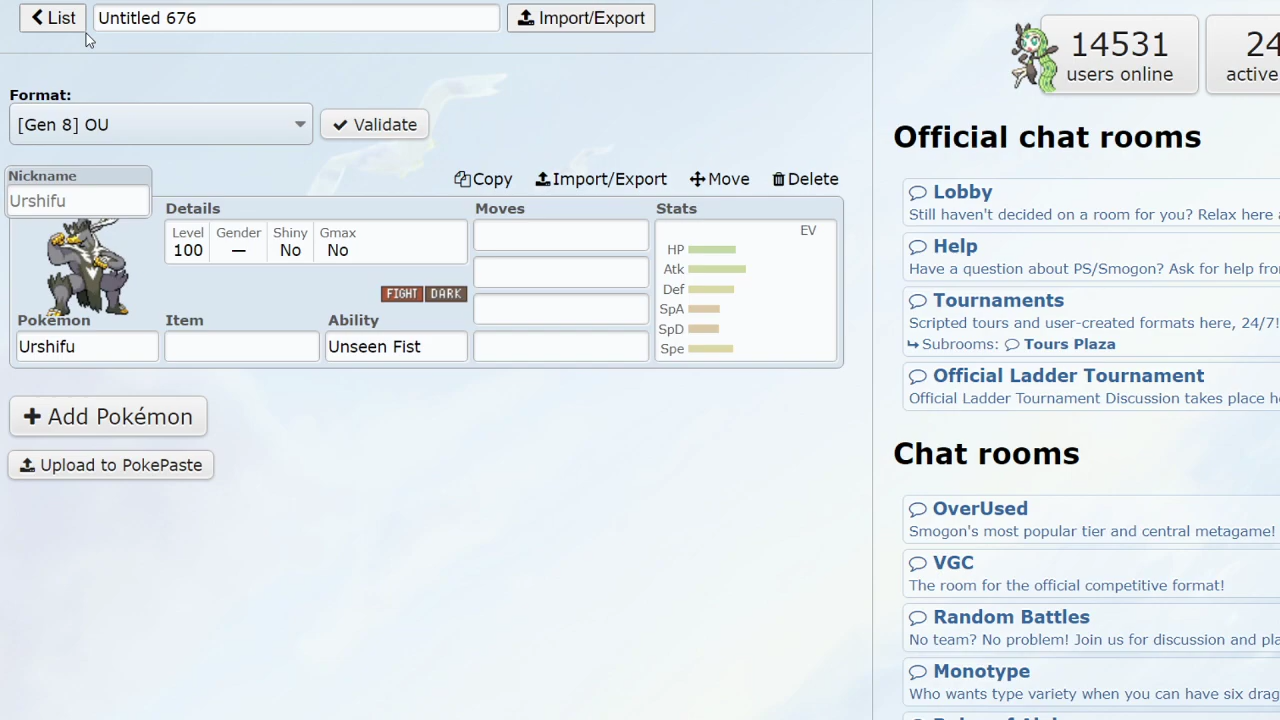 List
Untitled 676
Import/Export
14531
users online
24
active
Format:
[Gen 8] OU
Validate
Official chat rooms
Nickname
Urshifu
Copy
Import/Export
Move
Delete
Details
Moves
Stats
Level
100
Gender
—
Shiny
No
Gmax
No
EV
HP
Atk
Def
SpA
SpD
Spe
FIGHT
DARK
Pokémon
Urshifu
Item
Ability
Unseen Fist
Add Pokémon
Upload to PokePaste
Lobby
Still haven't decided on a room for you? Relax here
Help
Have a question about PS/Smogon? Ask for help from
Tournaments
Scripted tours and user-created formats here, 24/7!
Subrooms: Tours Plaza
Official Ladder Tournament
Official Ladder Tournament Discussion takes place
Chat rooms
OverUsed
Smogon's most popular tier and central metagame!
VGC
The room for the official competitive format!
Random Battles
No team? No problem! Join us for discussion and
Monotype
Who wants type variety when you can have six